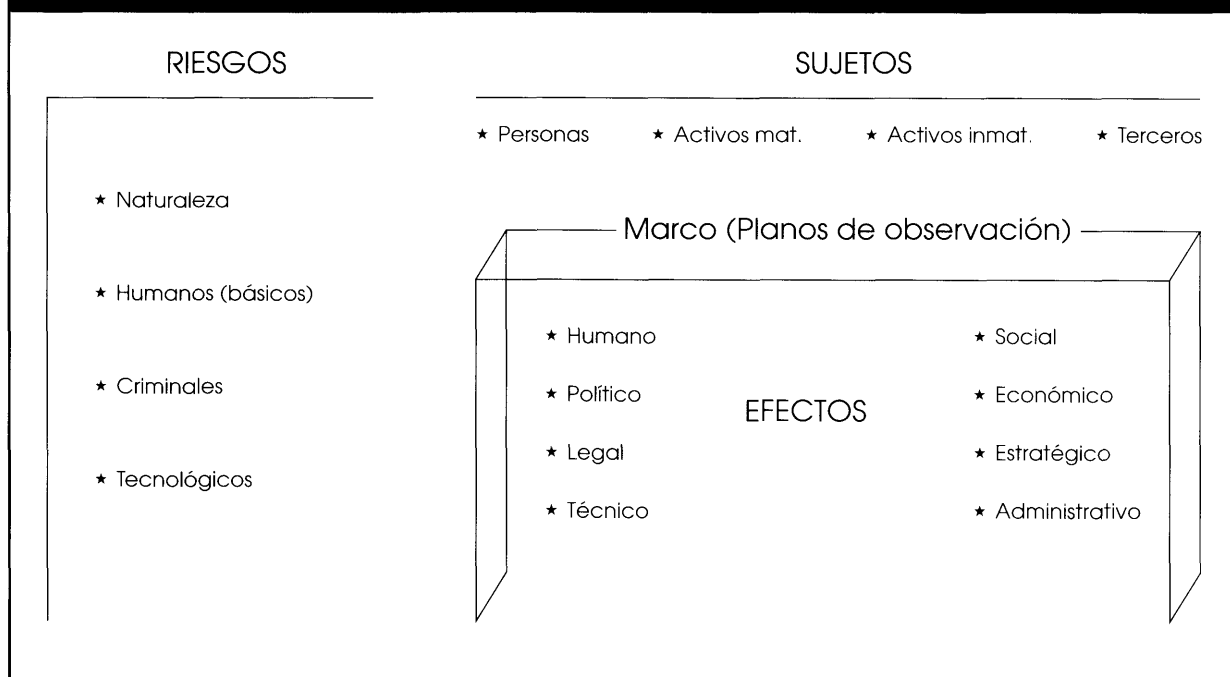 RIESGOS
★ Naturaleza
★ Humanos (básicos)
★ Criminales
★ Tecnológicos
SUJETOS
★ Personas ★ Activos mat. ★ Activos inmat. ★ Terceros
Marco (Planos de observación)
★ Humano
★ Político
★ Legal
★ Técnico
EFECTOS
★ Social
★ Económico
★ Estratégico
★ Administrativo